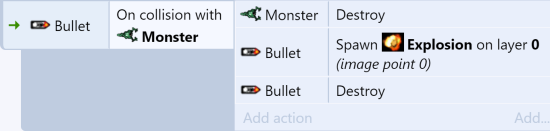 Bullet
On collision with
Monster
Monster
Destroy
Bullet
Spawn Explosion on layer 0
(image point 0)
Bullet
Destroy
Add action
Add...